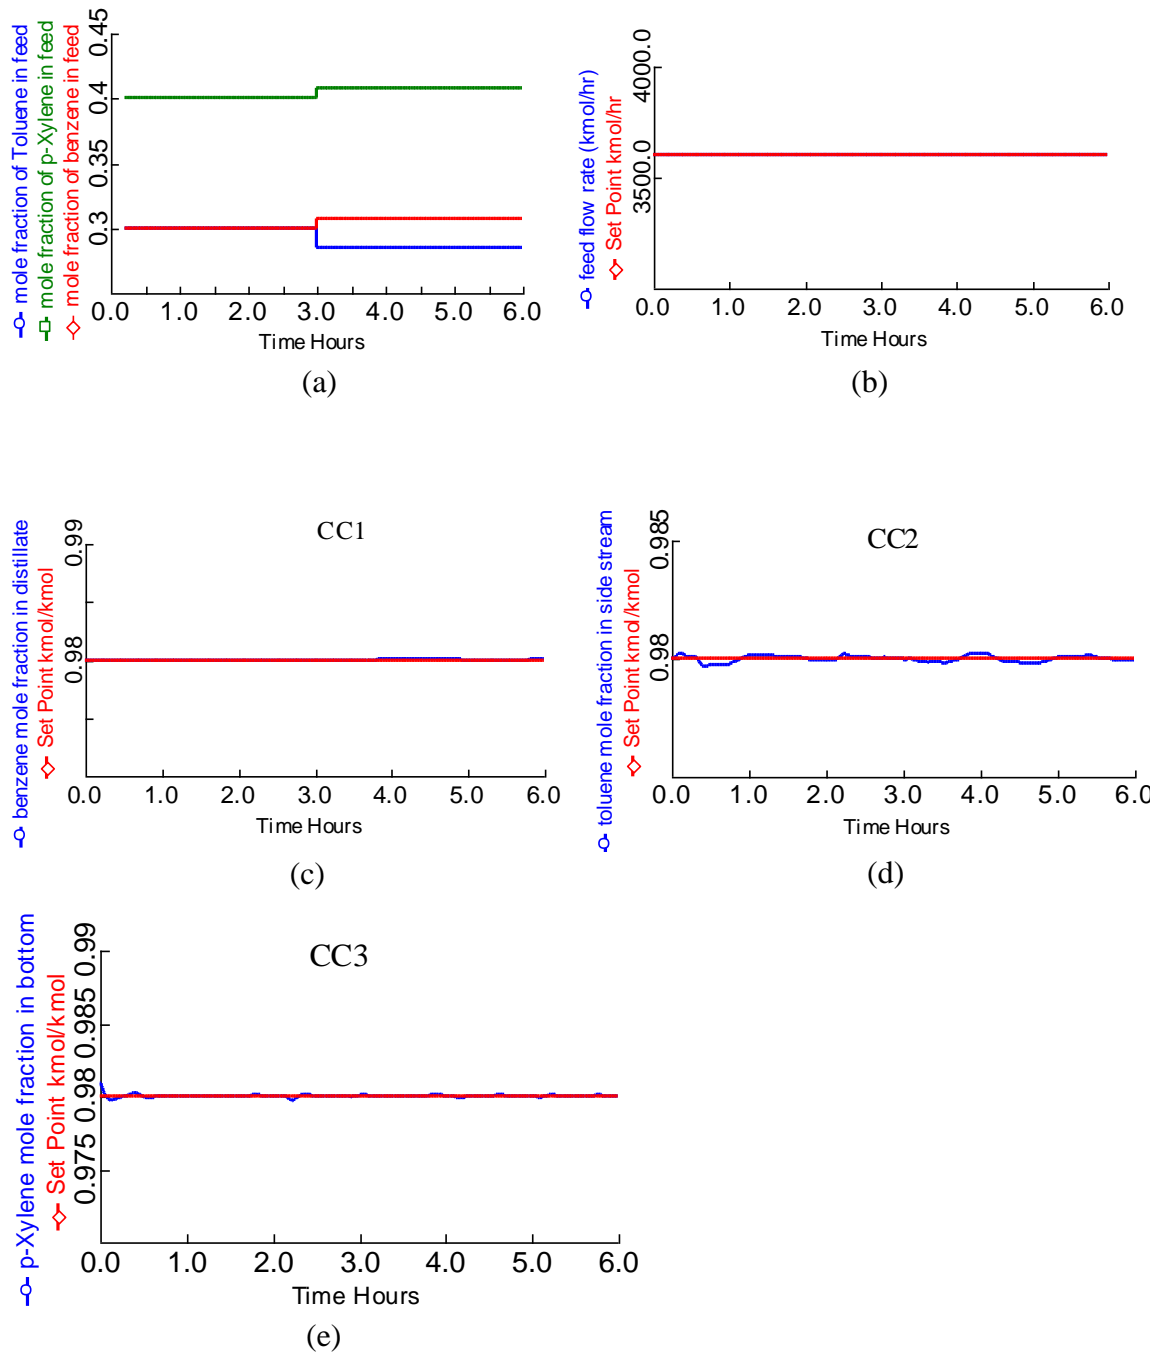 mole fraction of Toluene in feed
mole fraction of p-Xylene in feed
mole fraction of benzene in feed
0.45
0.4
0.35
0.3
0.0 1.0 2.0 3.0 4.0 5.0 6.0
Time Hours
(a)
feed flow rate (kmol/hr)
Set Point kmol/hr
4000.0
3500.0
0.0 1.0 2.0 3.0 4.0 5.0 6.0
Time Hours
(b)
CC1
benzene mole fraction in distillate
Set Point kmol/kmol
0.99
0.98
0.0 1.0 2.0 3.0 4.0 5.0 6.0
Time Hours
(c)
CC2
toluene mole fraction in side stream
Set Point kmol/kmol
0.985
0.98
0.0 1.0 2.0 3.0 4.0 5.0 6.0
Time Hours
(d)
CC3
p-Xylene mole fraction in bottom
Set Point kmol/kmol
0.99
0.985
0.98
0.975
0.0 1.0 2.0 3.0 4.0 5.0 6.0
Time Hours
(e)